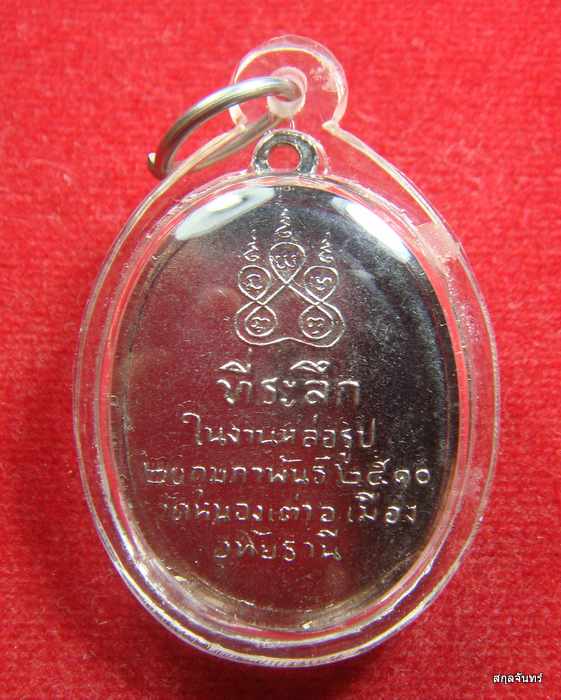 ที่ระลึก
ในงานหล่อรูป
๒๖กุมภาพันธ์๒๕๑๐
วัดหนองเต่า อ เมือง
อุทัยธานี
สกุลจันทร์